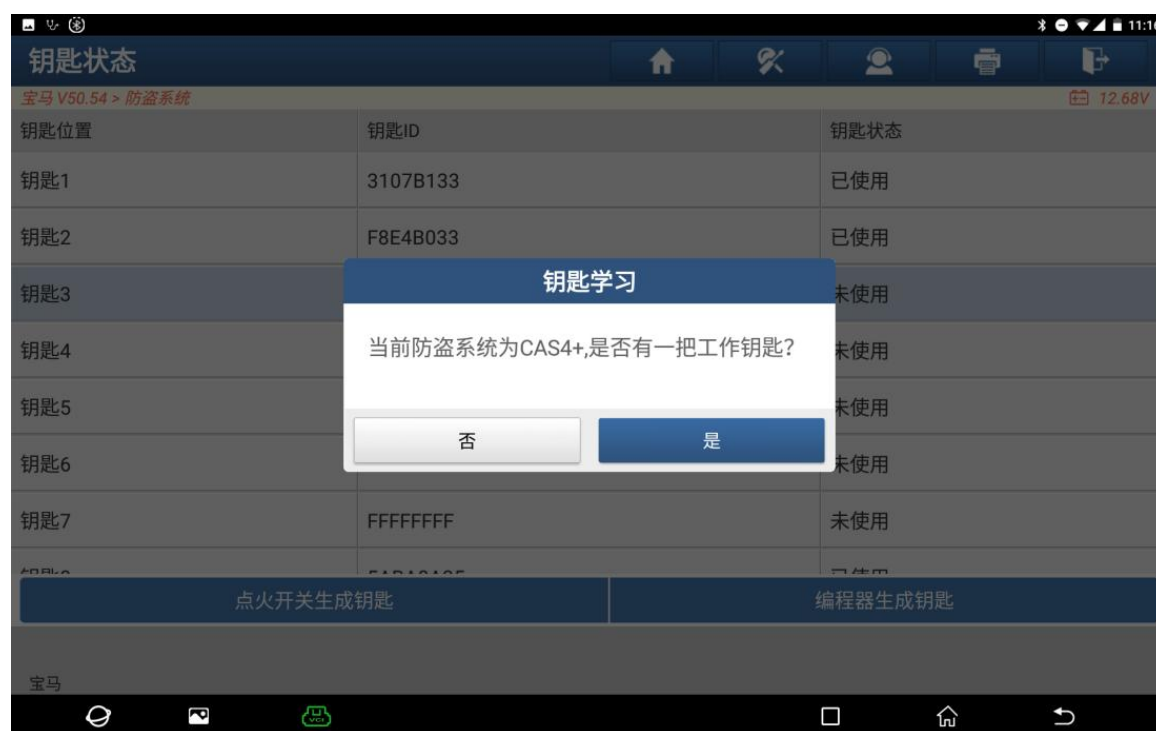 11:16
钥匙状态
宝马 V50.54 > 防盗系统 12.68V
钥匙位置 钥匙ID 钥匙状态
钥匙1 3107B133 已使用
钥匙2 F8E4B033 已使用
钥匙学习
钥匙3 未使用
当前防盗系统为CAS4+,是否有一把工作钥匙?
钥匙4 未使用
钥匙5 未使用
否 是
钥匙6 未使用
钥匙7 FFFFFFFF 未使用
点火开关生成钥匙 编程器生成钥匙
宝马
VCI